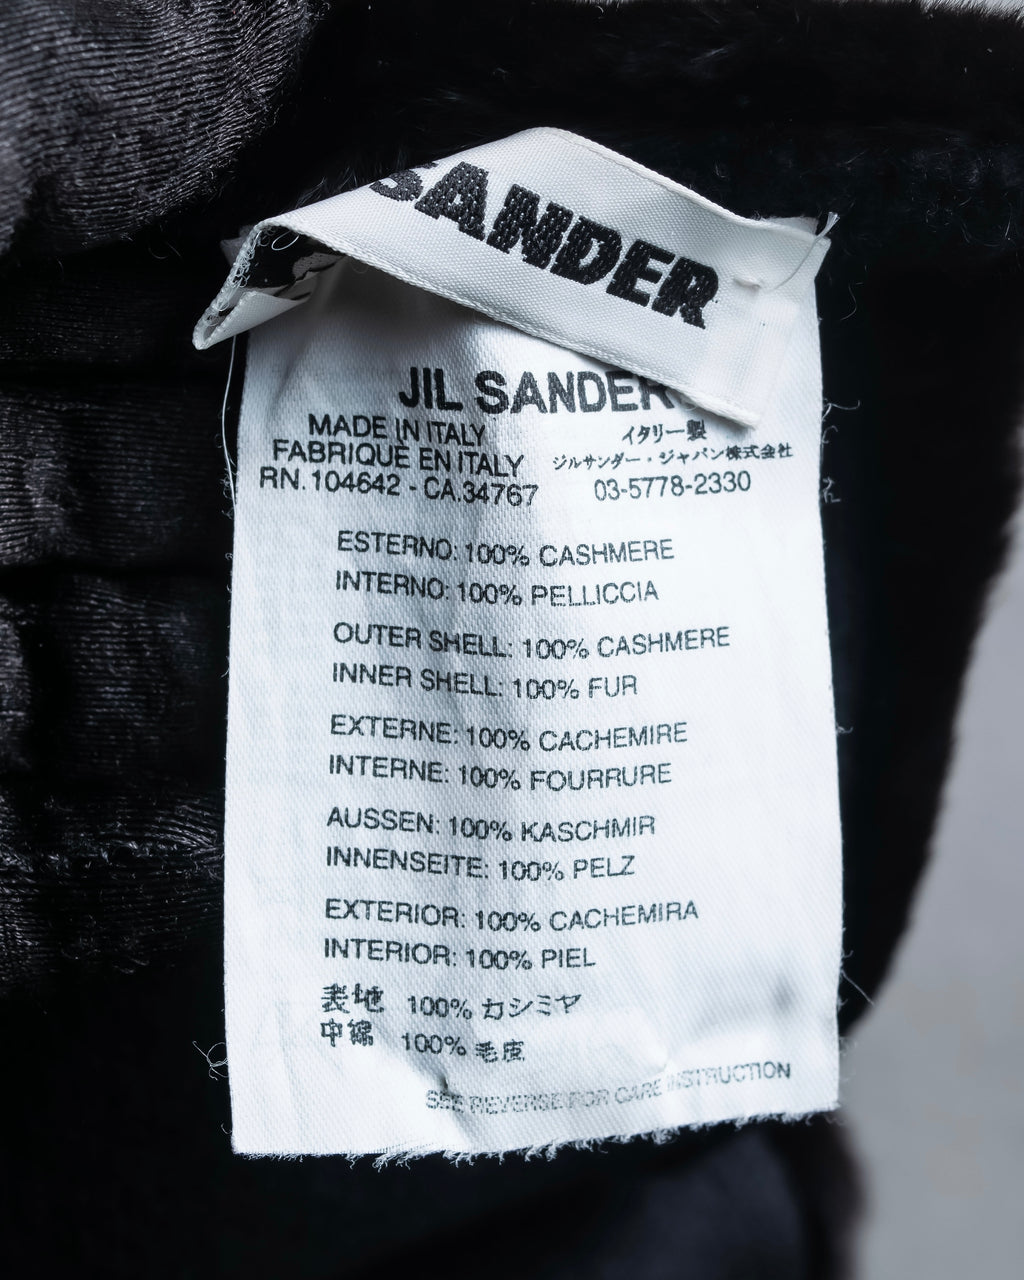 SANDER
JIL SANDER
MADE IN ITALY
FABRIQUE EN ITALY
RN.104642 - CA.34767
イタリー製
ジルサンダー・ジャパン株式会社
03-5778-2330
ESTERNO: 100% CASHMERE
INTERNO: 100% PELLICCIA
OUTER SHELL: 100% CASHMERE
INNER SHELL: 100% FUR
EXTERNE: 100% CACHEMIRE
INTERNE: 100% FOURRURE
AUSSEN: 100% KASCHMIR
INNENSEITE: 100% PELZ
EXTERIOR: 100% CACHEMIRA
INTERIOR: 100% PIEL
表地 100% カシミヤ
中綿 100% 毛皮
SEE REVERSE FOR CARE INSTRUCTION